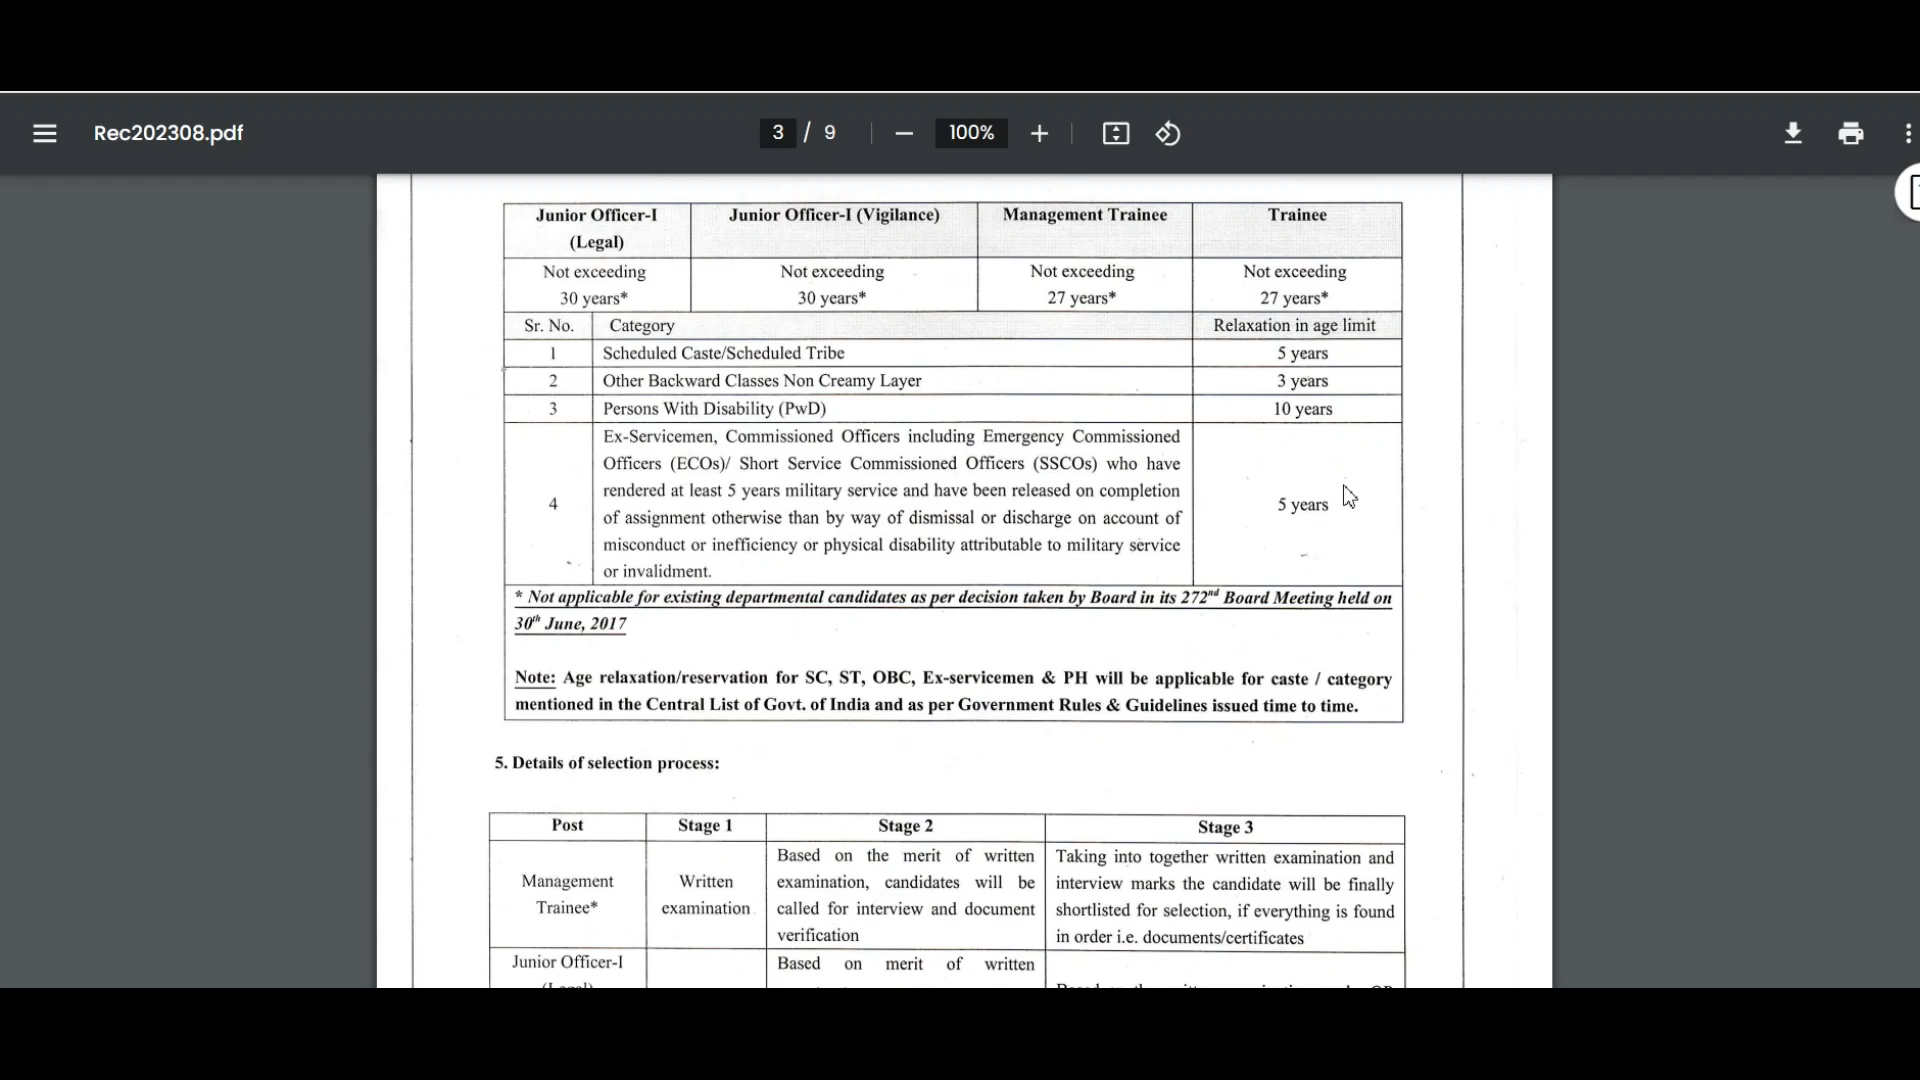 Rec202308.pdf
3 / 9
100%
Junior Officer-I Junior Officer-I (Vigilance) Management Trainee Trainee
(Legal)
Not exceeding Not exceeding Not exceeding Not exceeding
30 years* 30 years* 27 years* 27 years*
Sr. No. Category Relaxation in age limit
1 Scheduled Caste/Scheduled Tribe 5 years
2 Other Backward Classes Non Creamy Layer 3 years
3 Persons With Disability (PwD) 10 years
Ex-Servicemen, Commissioned Officers including Emergency Commissioned
Officers (ECOs)/ Short Service Commissioned Officers (SSCOs) who have
rendered at least 5 years military service and have been released on completion
4 of assignment otherwise than by way of dismissal or discharge on account of 5 years
misconduct or inefficiency or physical disability attributable to military service
or invalidment.
* Not applicable for existing departmental candidates as per decision taken by Board in its 272nd Board Meeting held on
30th June, 2017
Note: Age relaxation/reservation for SC, ST, OBC, Ex-servicemen & PH will be applicable for caste / category
mentioned in the Central List of Govt. of India and as per Government Rules & Guidelines issued time to time.
5. Details of selection process:
Post Stage 1 Stage 2 Stage 3
Based on the merit of written Taking into together written examination and
Management Written examination, candidates will be interview marks the candidate will be finally
Trainee* examination called for interview and document shortlisted for selection, if everything is found
verification in order i.e. documents/certificates
Junior Officer-I Based on merit of written